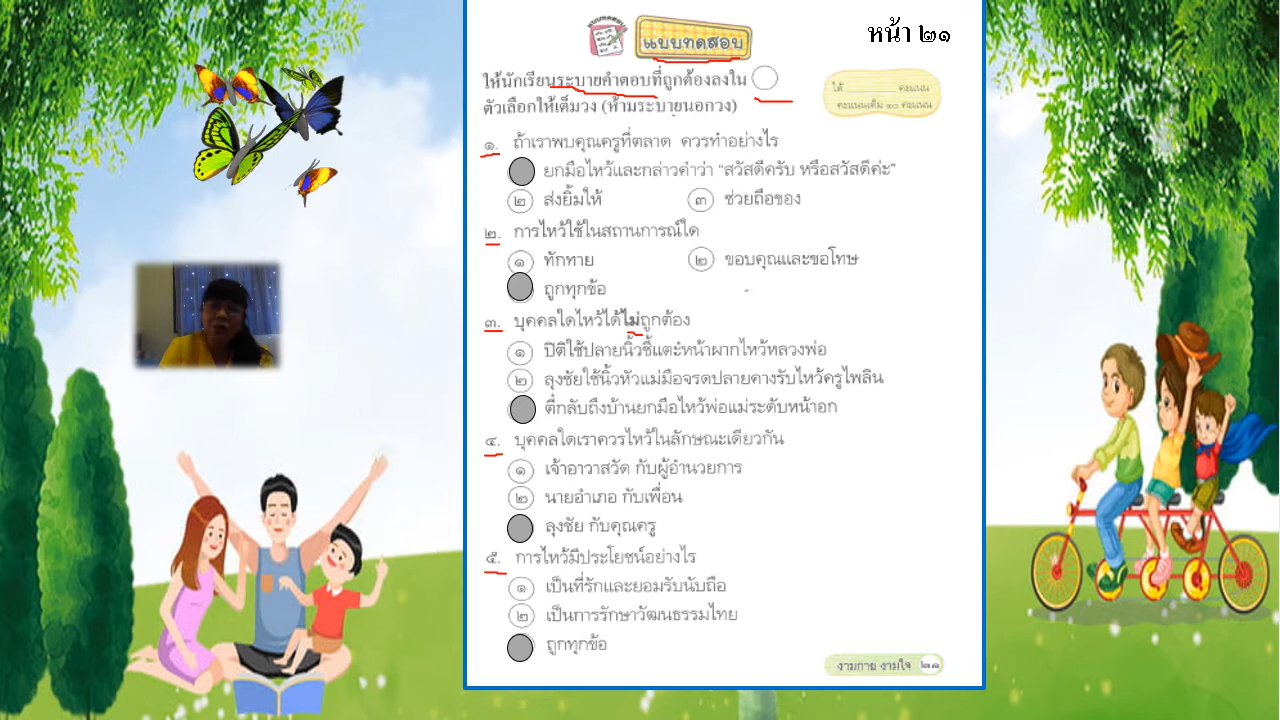 หน้า ๒๑
แบบทดสอบ
แบบทดสอบ
ให้นักเรียนระบายคำตอบที่ถูกต้องลงใน
ตัวเลือกให้เต็มวง (ห้ามระบายนอกวง)
ได้ ________ คะแนน
คะแนนเต็ม ๑๐ คะแนน
๑. ถ้าเราพบคุณครูที่ตลาด ควรทำอย่างไร
ยกมือไหว้และกล่าวคำว่า "สวัสดีครับ หรือสวัสดีค่ะ"
๒ ส่งยิ้มให้ ๓ ช่วยถือของ
๒. การไหว้ใช้ในสถานการณ์ใด
๑ ทักทาย ๒ ขอบคุณและขอโทษ
ถูกทุกข้อ
๓. บุคคลใดไหว้ได้ไม่ถูกต้อง
๑ ปิติใช้ปลายนิ้วชี้แตะหน้าผากไหว้หลวงพ่อ
๒ ลุงชัยใช้นิ้วหัวแม่มือจรดปลายคางรับไหว้ครูไพลิน
ตี๋กลับถึงบ้านยกมือไหว้พ่อแม่ระดับหน้าอก
๔. บุคคลใดเราควรไหว้ในลักษณะเดียวกัน
๑ เจ้าอาวาสวัด กับผู้อำนวยการ
๒ นายอำเภอ กับเพื่อน
ลุงชัย กับคุณครู
๕. การไหว้มีประโยชน์อย่างไร
๑ เป็นที่รักและยอมรับนับถือ
๒ เป็นการรักษาวัฒนธรรมไทย
ถูกทุกข้อ
งามกาย งามใจ ๒๑